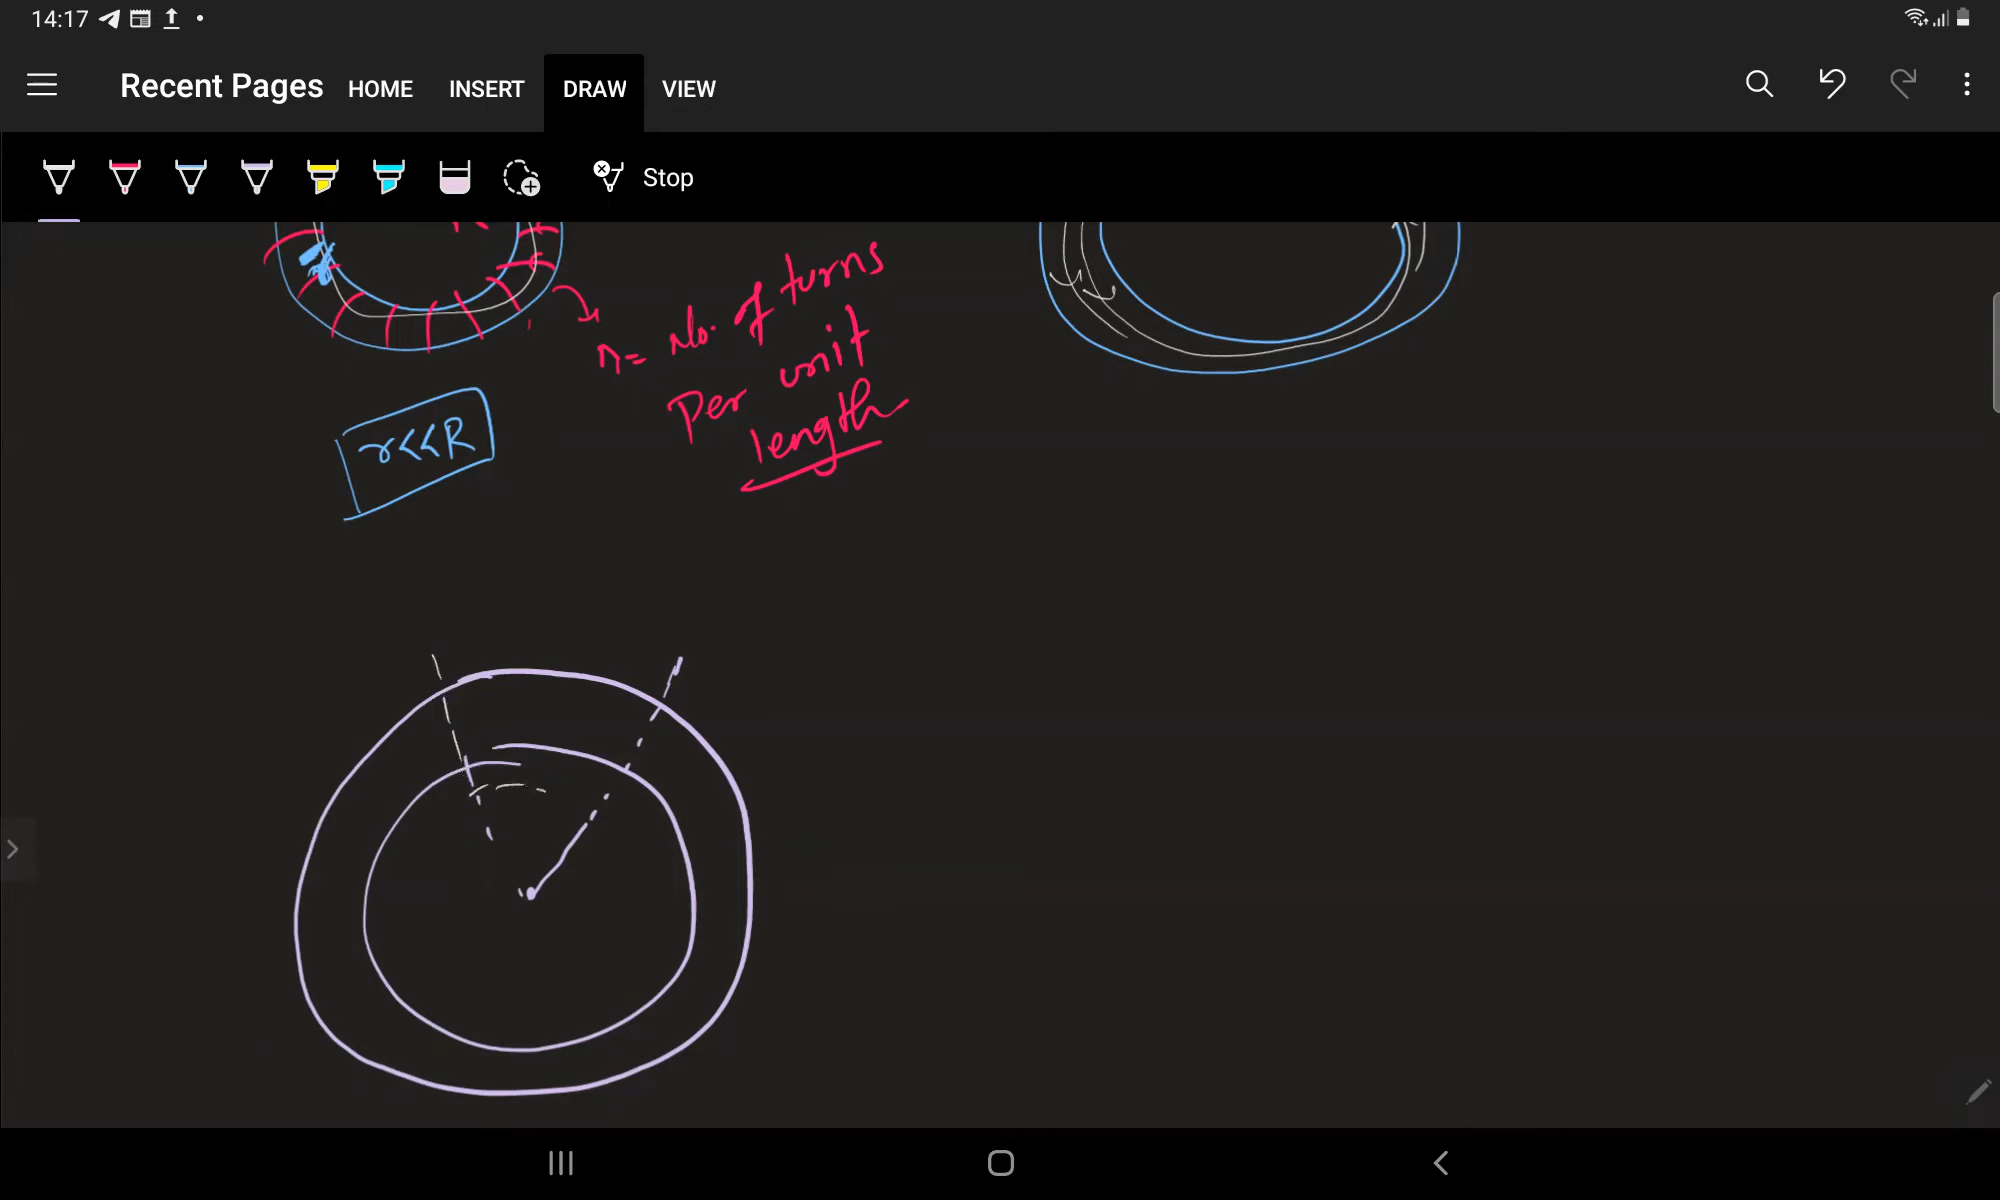 14:17
Recent Pages HOME INSERT DRAW VIEW
Stop
n = No. of turns
Per unit
length
r<<R